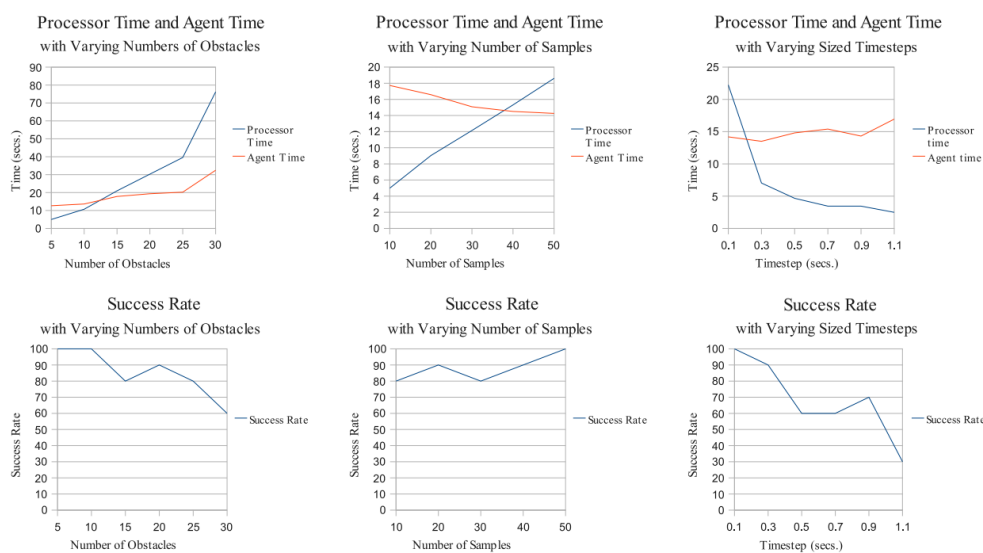 Processor Time and Agent Time
with Varying Numbers of Obstacles
90
80
70
60
50
40
30
20
10
0
Time (secs.)
5 10 15 20 25 30
Number of Obstacles
Processor
Time
Agent Time
Processor Time and Agent Time
with Varying Number of Samples
20
18
16
14
12
10
8
6
4
2
0
Time (secs.)
10 20 30 40 50
Number of Samples
Processor
Time
Agent Time
Processor Time and Agent Time
with Varying Sized Timesteps
25
20
15
10
5
0
Time (secs.)
0.1 0.3 0.5 0.7 0.9 1.1
Timestep (secs.)
Processor
time
Agent time
Success Rate
with Varying Numbers of Obstacles
100
90
80
70
60
50
40
30
20
10
0
Success Rate
5 10 15 20 25 30
Number of Obstacles
Success Rate
Success Rate
with Varying Number of Samples
100
90
80
70
60
50
40
30
20
10
0
Success Rate
10 20 30 40 50
Number of Samples
Success Rate
Success Rate
with Varying Sized Timesteps
100
90
80
70
60
50
40
30
20
10
0
Success Rate
0.1 0.3 0.5 0.7 0.9 1.1
Timestep (secs.)
Success Rate